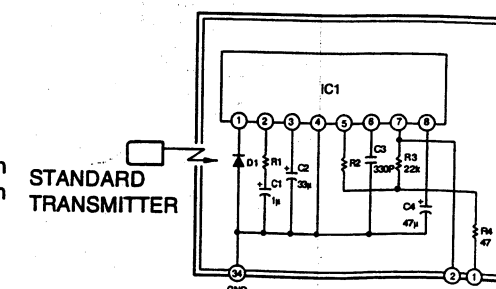 IC1
1 2 3 4 5 6 7 8
R1
C3
D1
C2
R2
330P
R3
22k
C1
33μ
1μ
STANDARD
TRANSMITTER
C4
47μ
R4
47
34
2 1